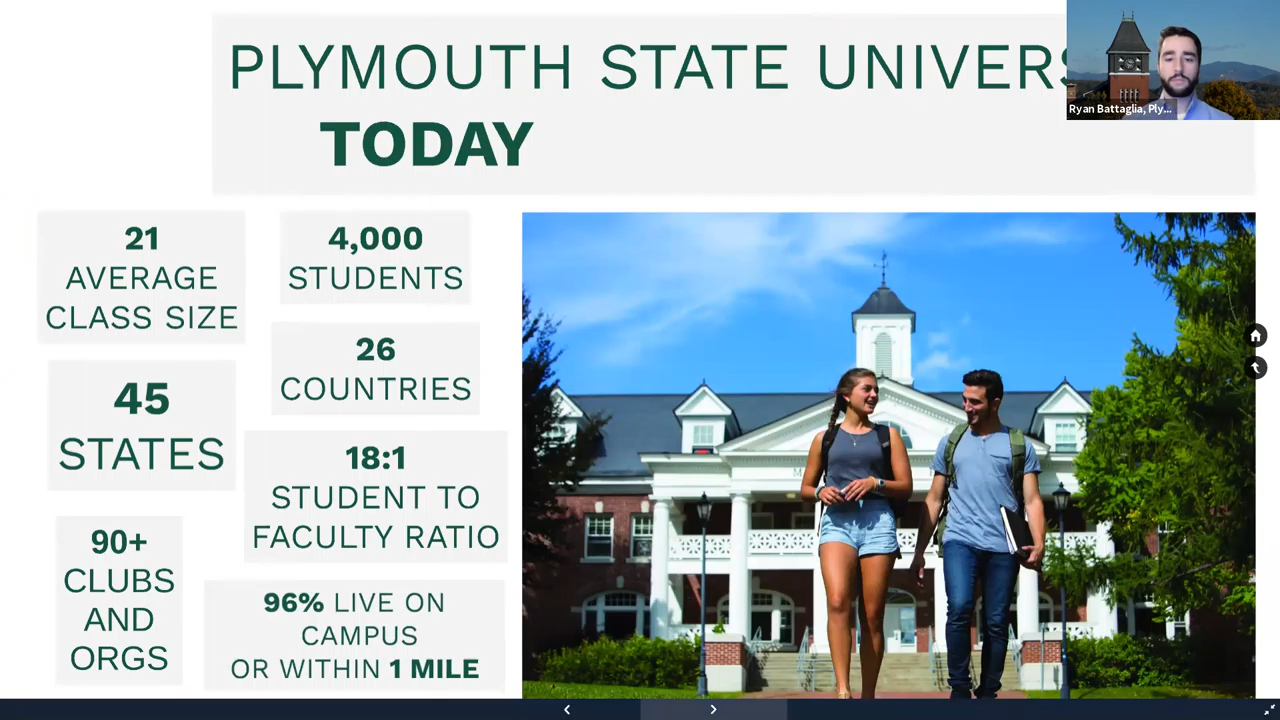 PLYMOUTH STATE UNIVERS
TODAY
Ryan Battaglia, Ply...
21
AVERAGE
CLASS SIZE
4,000
STUDENTS
26
COUNTRIES
45
STATES
18:1
STUDENT TO
FACULTY RATIO
90+
CLUBS
AND
ORGS
96% LIVE ON
CAMPUS
OR WITHIN 1 MILE